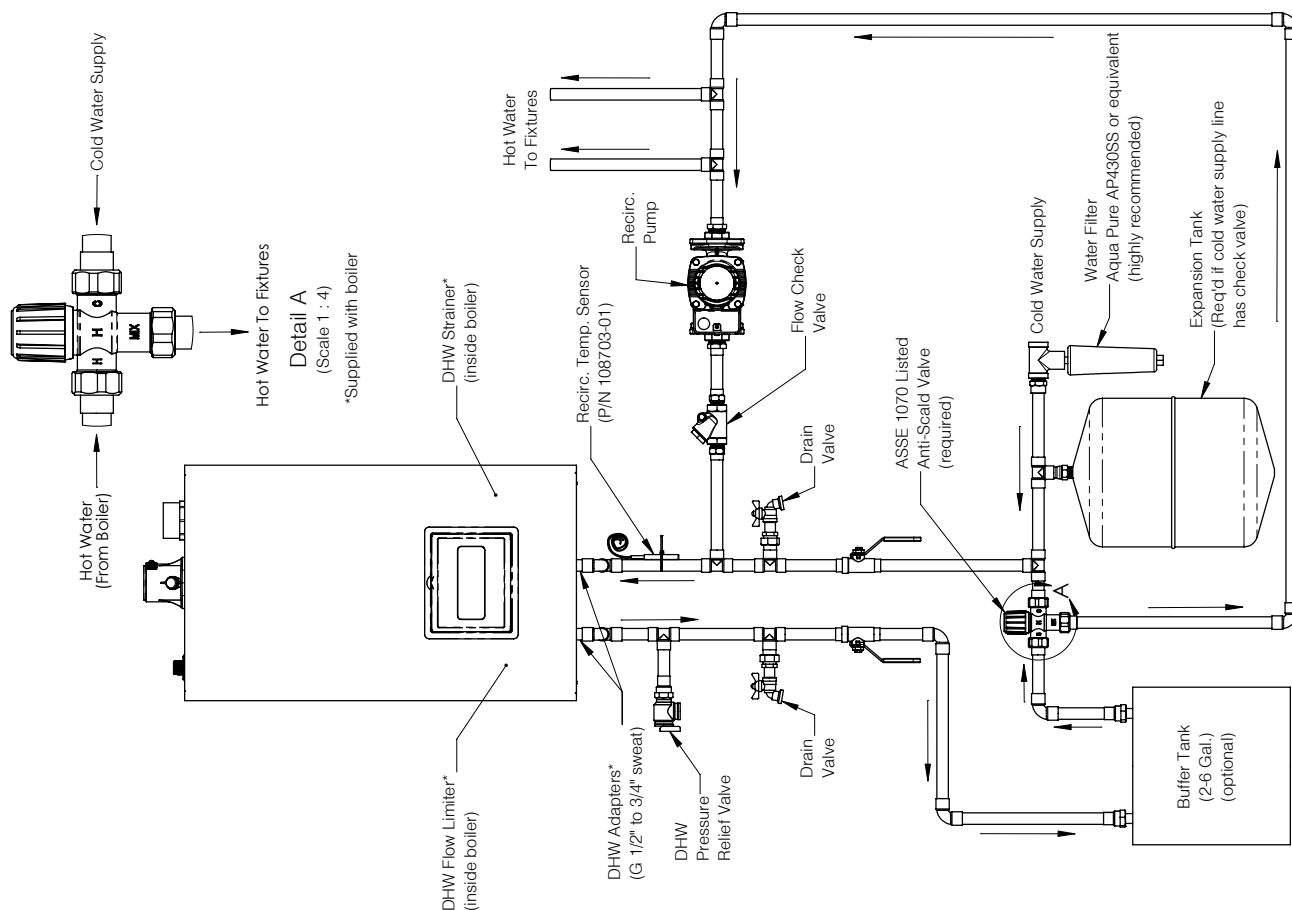 Cold Water Supply
Hot Water
(From Boiler)
H
H
C
MX
Hot Water To Fixtures
Detail A
(Scale 1 : 4)
*Supplied with boiler
DHW Flow Limiter*
(inside boiler)
DHW Strainer*
(inside boiler)
DHW Adapters*
(G 1/2" to 3/4" sweat)
DHW
Pressure
Relief Valve
Drain
Valve
Recirc. Temp. Sensor
(P/N 108703-01)
Drain
Valve
Flow Check
Valve
Recirc.
Pump
Hot Water
To Fixtures
ASSE 1070 Listed
Anti-Scald Valve
(required)
A
Cold Water Supply
Water Filter
Aqua Pure AP430SS or equivalent
(highly recommended)
Expansion Tank
(Req'd if cold water supply line
has check valve)
Buffer Tank
(2-6 Gal.)
(optional)